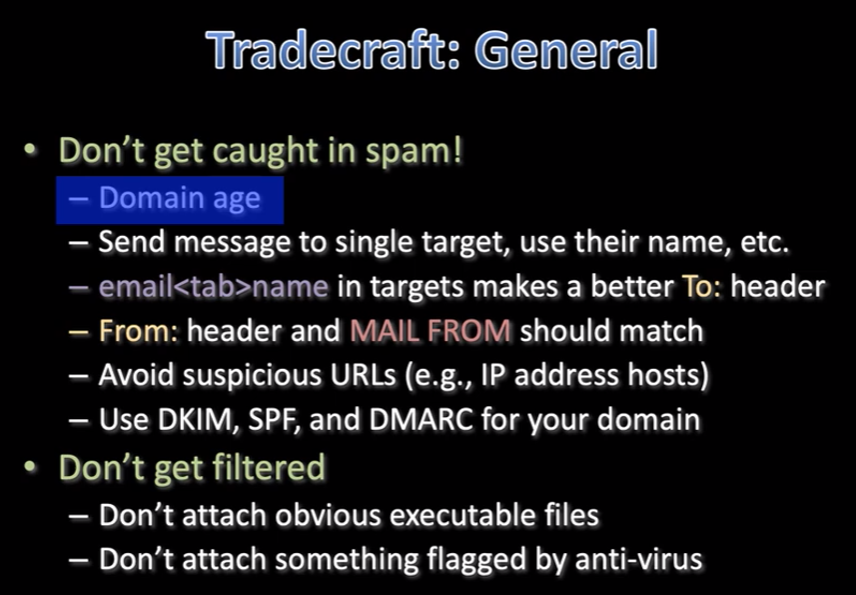 Tradecraft: General
• Don't get caught in spam!
– Domain age
– Send message to single target, use their name, etc.
– email<tab>name in targets makes a better To: header
– From: header and MAIL FROM should match
– Avoid suspicious URLs (e.g., IP address hosts)
– Use DKIM, SPF, and DMARC for your domain
• Don't get filtered
– Don't attach obvious executable files
– Don't attach something flagged by anti-virus